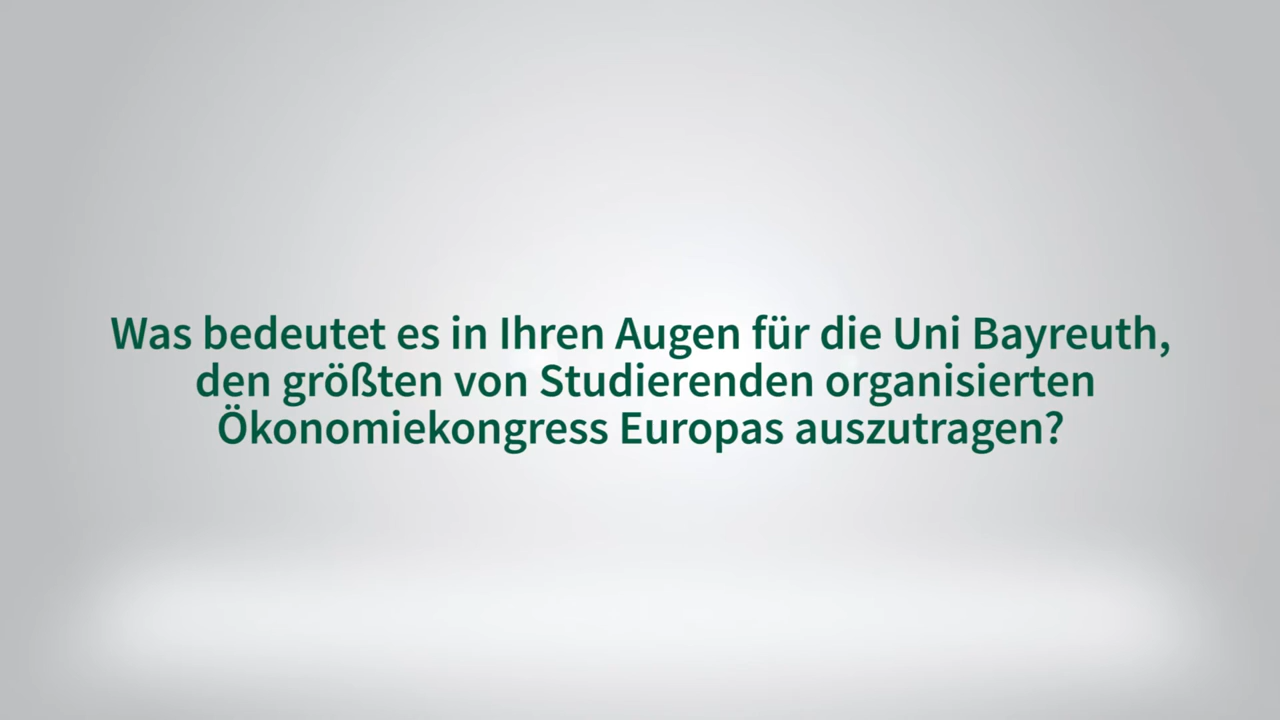 Was bedeutet es in Ihren Augen für die Uni Bayreuth,
den größten von Studierenden organisierten
Ökonomiekongress Europas auszutragen?